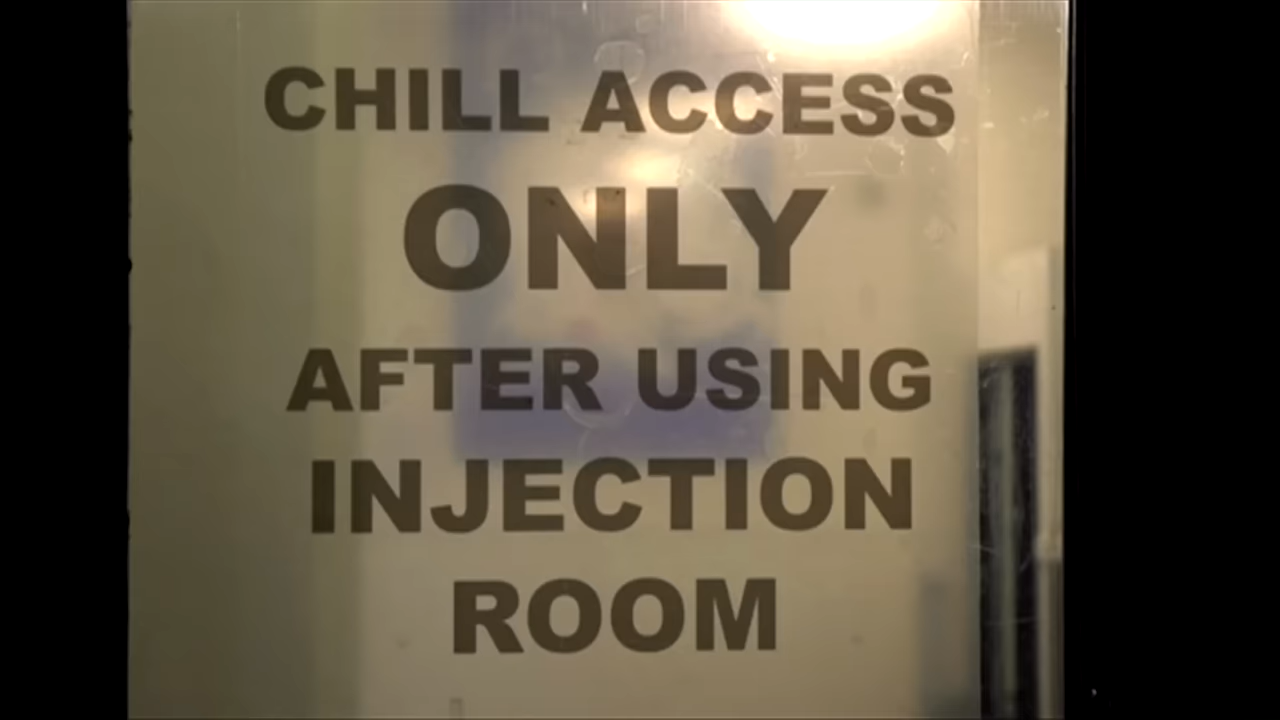 CHILL ACCESS
ONLY
AFTER USING
INJECTION
ROOM